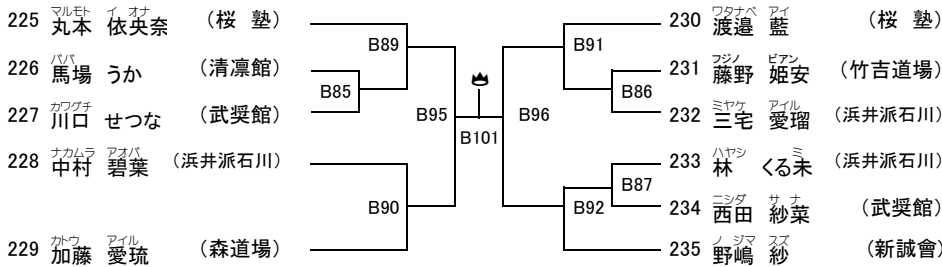 マルモト イ オナ
225 丸本 依央奈 (桜 塾)
ババ
226 馬場 うか (清凛館)
カワグチ
227 川口 せつな (武奨館)
ナカムラ アオバ
228 中村 碧葉 (浜井派石川)
カトウ アイル
229 加藤 愛琉 (森道場)
B89
B85
B95
B90
B101
B96
B91
B86
B87
B92
ワタナベ アイ
230 渡邉 藍 (桜 塾)
フジノ ビアン
231 藤野 姫安 (竹吉道場)
ミヤケ アイル
232 三宅 愛瑠 (浜井派石川)
ハヤシ ミ
233 林 くる未 (浜井派石川)
ニシダ サ ナ
234 西田 紗菜 (武奨館)
ノ ジマ スズ
235 野嶋 紗 (新誠會)